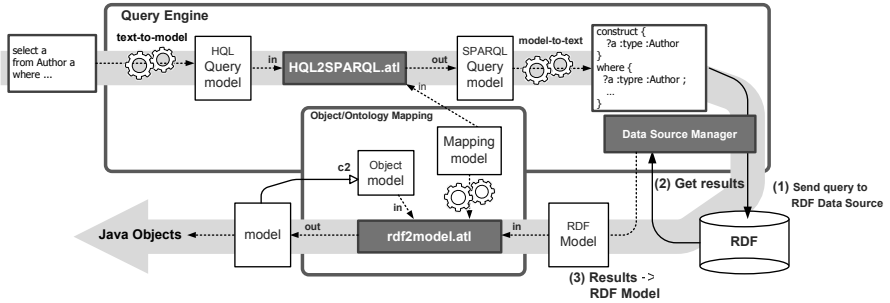 Query Engine
select a
from Author a
where ...
text-to-model
HQL
Query
model
in
HQL2SPARQL.atl
out
SPARQL
Query
model
model-to-text
construct {
?a :type :Author
}
where {
?a :typre :Author ;
...
}
in
Object/Ontology Mapping
Data Source Manager
Mapping
model
c2
Object
model
(2) Get results
(1) Send query to
RDF Data Source
in
Java Objects
model
out
rdf2model.atl
in
RDF
Model
RDF
(3) Results ->
RDF Model